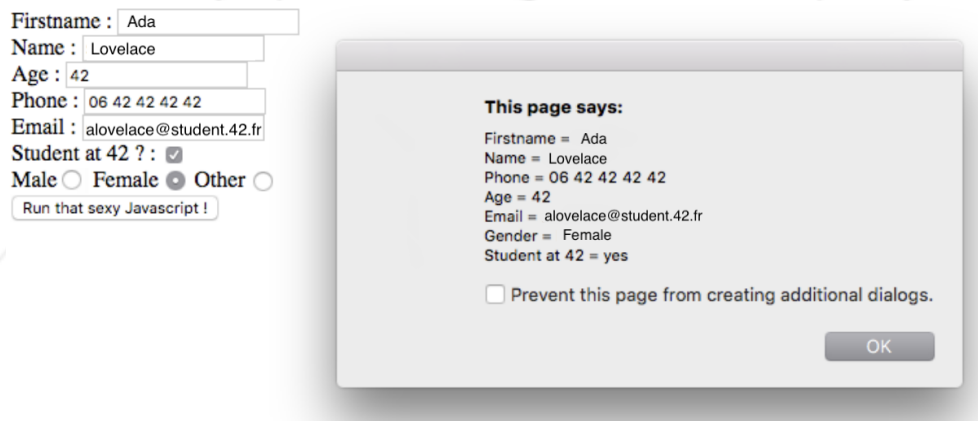 Firstname : Ada
Name : Lovelace
Age : 42
Phone : 06 42 42 42 42
Email : alovelace@student.42.fr
Student at 42 ? :
Male Female Other
Run that sexy Javascript !
This page says:
Firstname = Ada
Name = Lovelace
Phone = 06 42 42 42 42
Age = 42
Email = alovelace@student.42.fr
Gender = Female
Student at 42 = yes
Prevent this page from creating additional dialogs.
OK